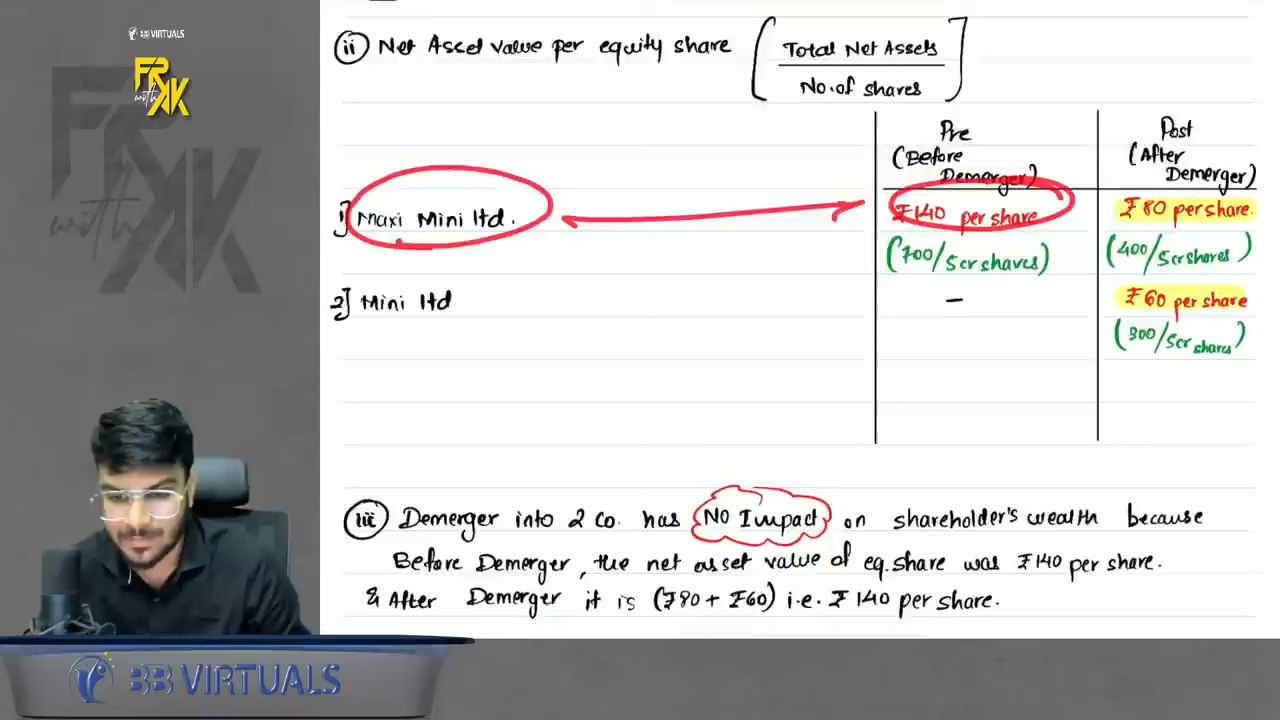 BB VIRTUALS
FR
with
AK
ii Net Asset Value per equity share [Total Net Assets / No. of shares]
Pre (Before Demerger)
Post (After Demerger)
1] Maxi Mini ltd. ₹140 per share ₹80 per share.
(700/5cr shares) (400/5cr shares)
2] Mini ltd – ₹60 per share
(300/5cr shares)
iii Demerger into 2 Co. has No Impact on shareholder's wealth because
Before Demerger, the net asset value of eq. share was ₹140 per share.
& After Demerger it is (₹80 + ₹60) i.e. ₹140 per share.
BB VIRTUALS